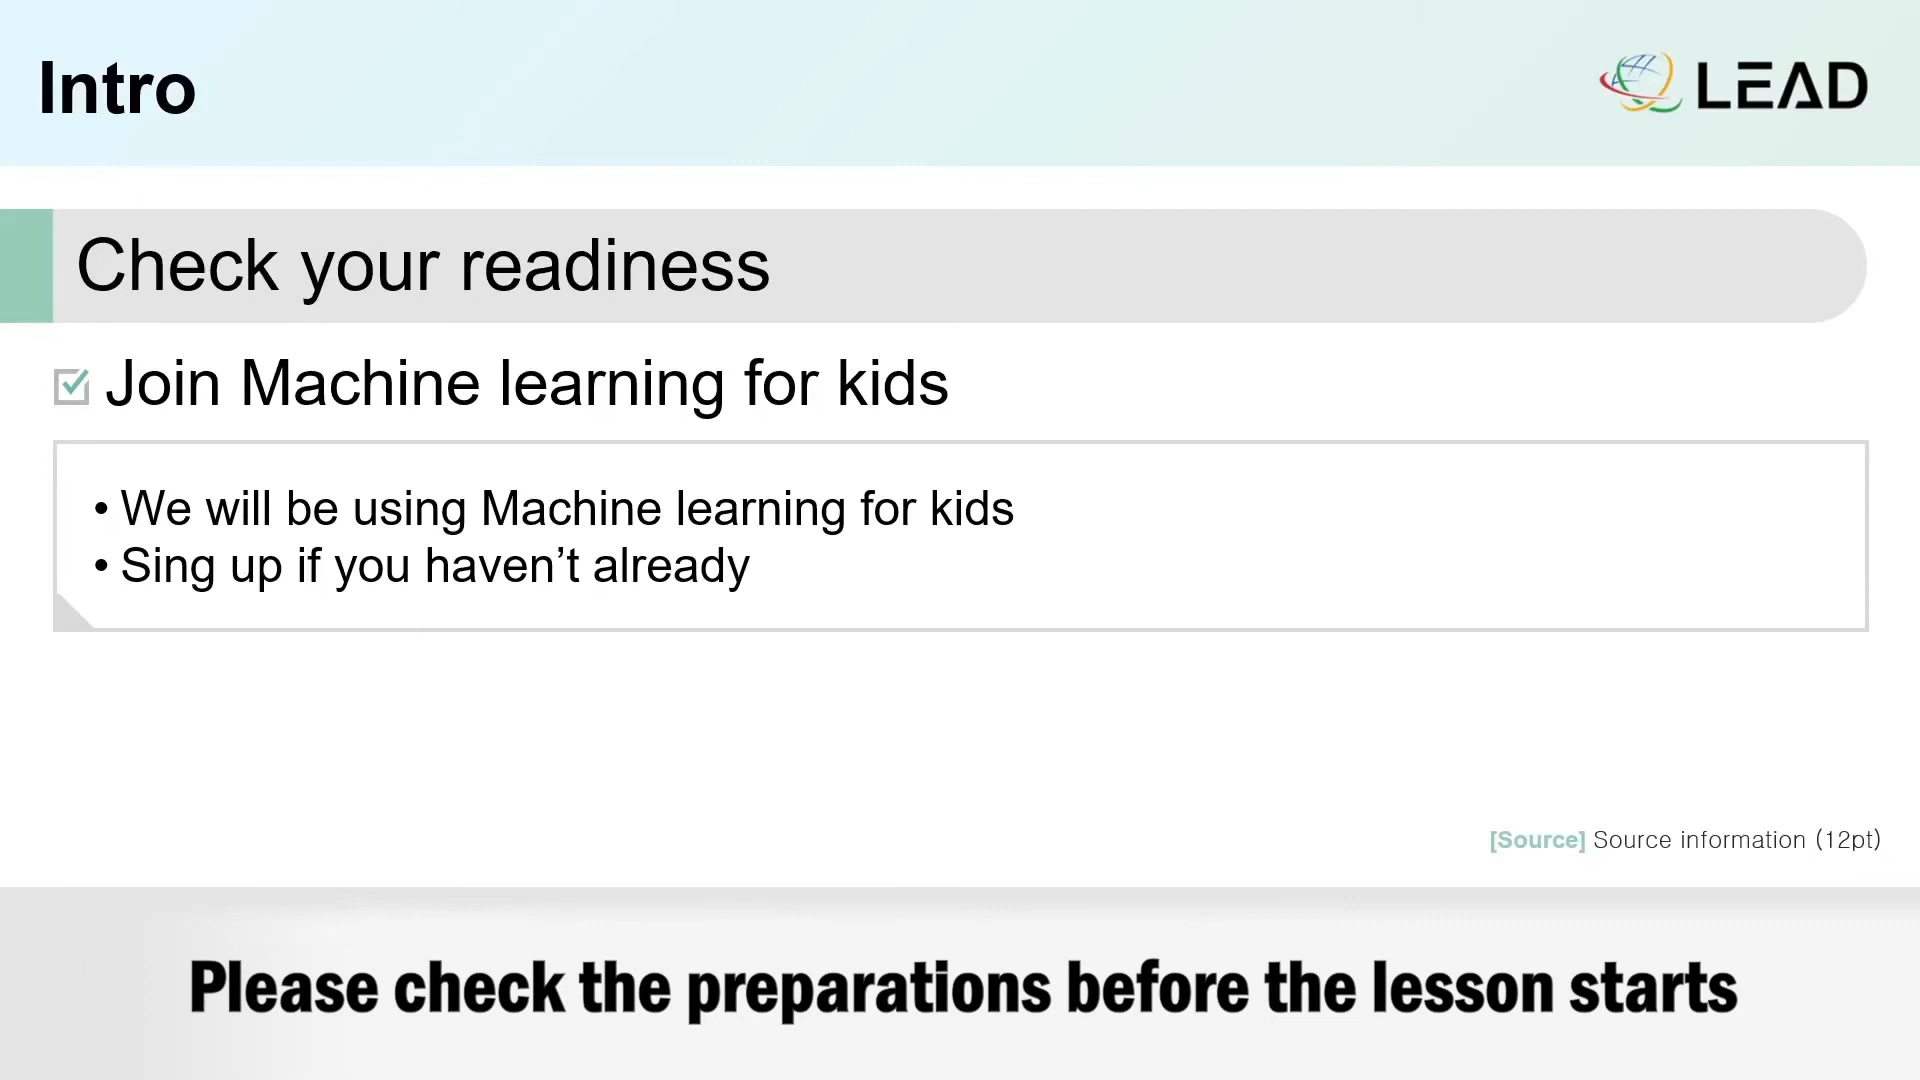 Intro
LEAD
Check your readiness
Join Machine learning for kids
• We will be using Machine learning for kids
• Sing up if you haven’t already
[Source] Source information (12pt)
Please check the preparations before the lesson starts